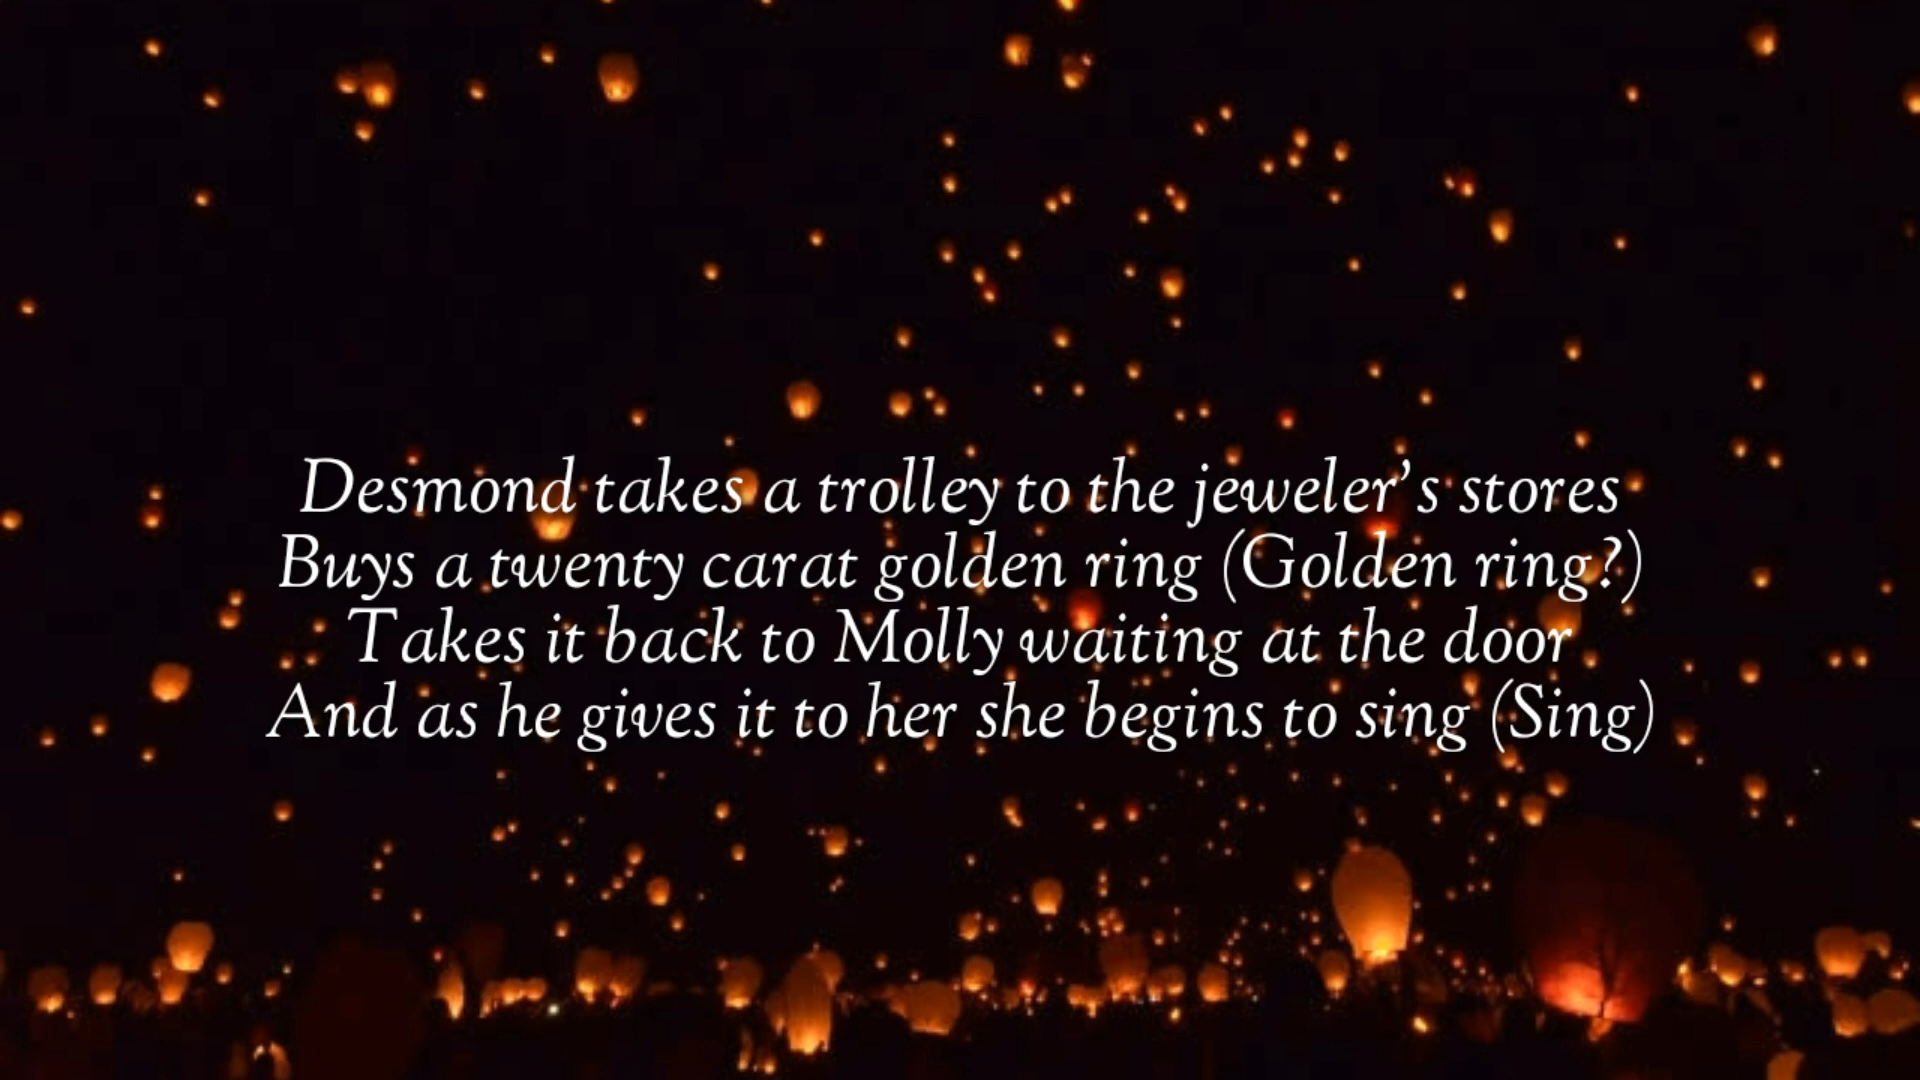 Desmond takes a trolley to the jeweler's stores
Buys a twenty carat golden ring (Golden ring?)
Takes it back to Molly waiting at the door
And as he gives it to her she begins to sing (Sing)